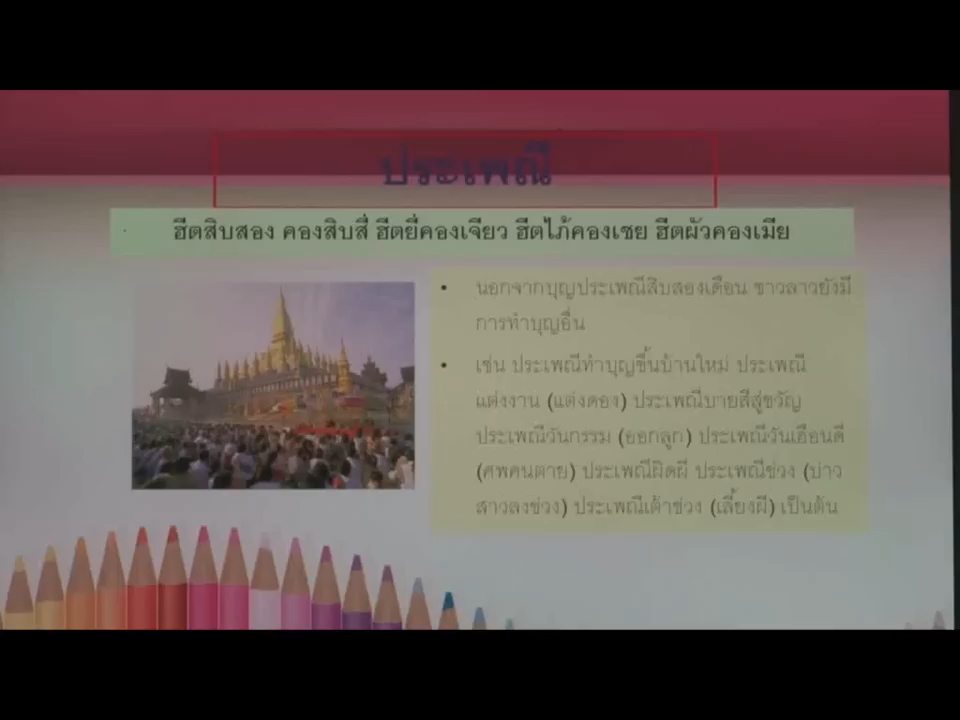 ประเพณี
ฮีตสิบสอง คองสิบสี่ ฮีตยี่คองเจียว ฮีตไภ้คองเขย ฮีตผัวคองเมีย
• นอกจากบุญประเพณีสิบสองเดือน ชาวลาวยังมี
การทำบุญอื่น
• เช่น ประเพณีทำบุญขึ้นบ้านใหม่ ประเพณี
แต่งงาน (แต่งดอง) ประเพณีบายสีสู่ขวัญ
ประเพณีวันกรรม (ออกลูก) ประเพณีวันเฮือนดี
(ศพคนตาย) ประเพณีผิดผี ประเพณีช่วง (บ่าว
สาวลงช่วง) ประเพณีเต้าช่วง (เลี้ยงผี) เป็นต้น